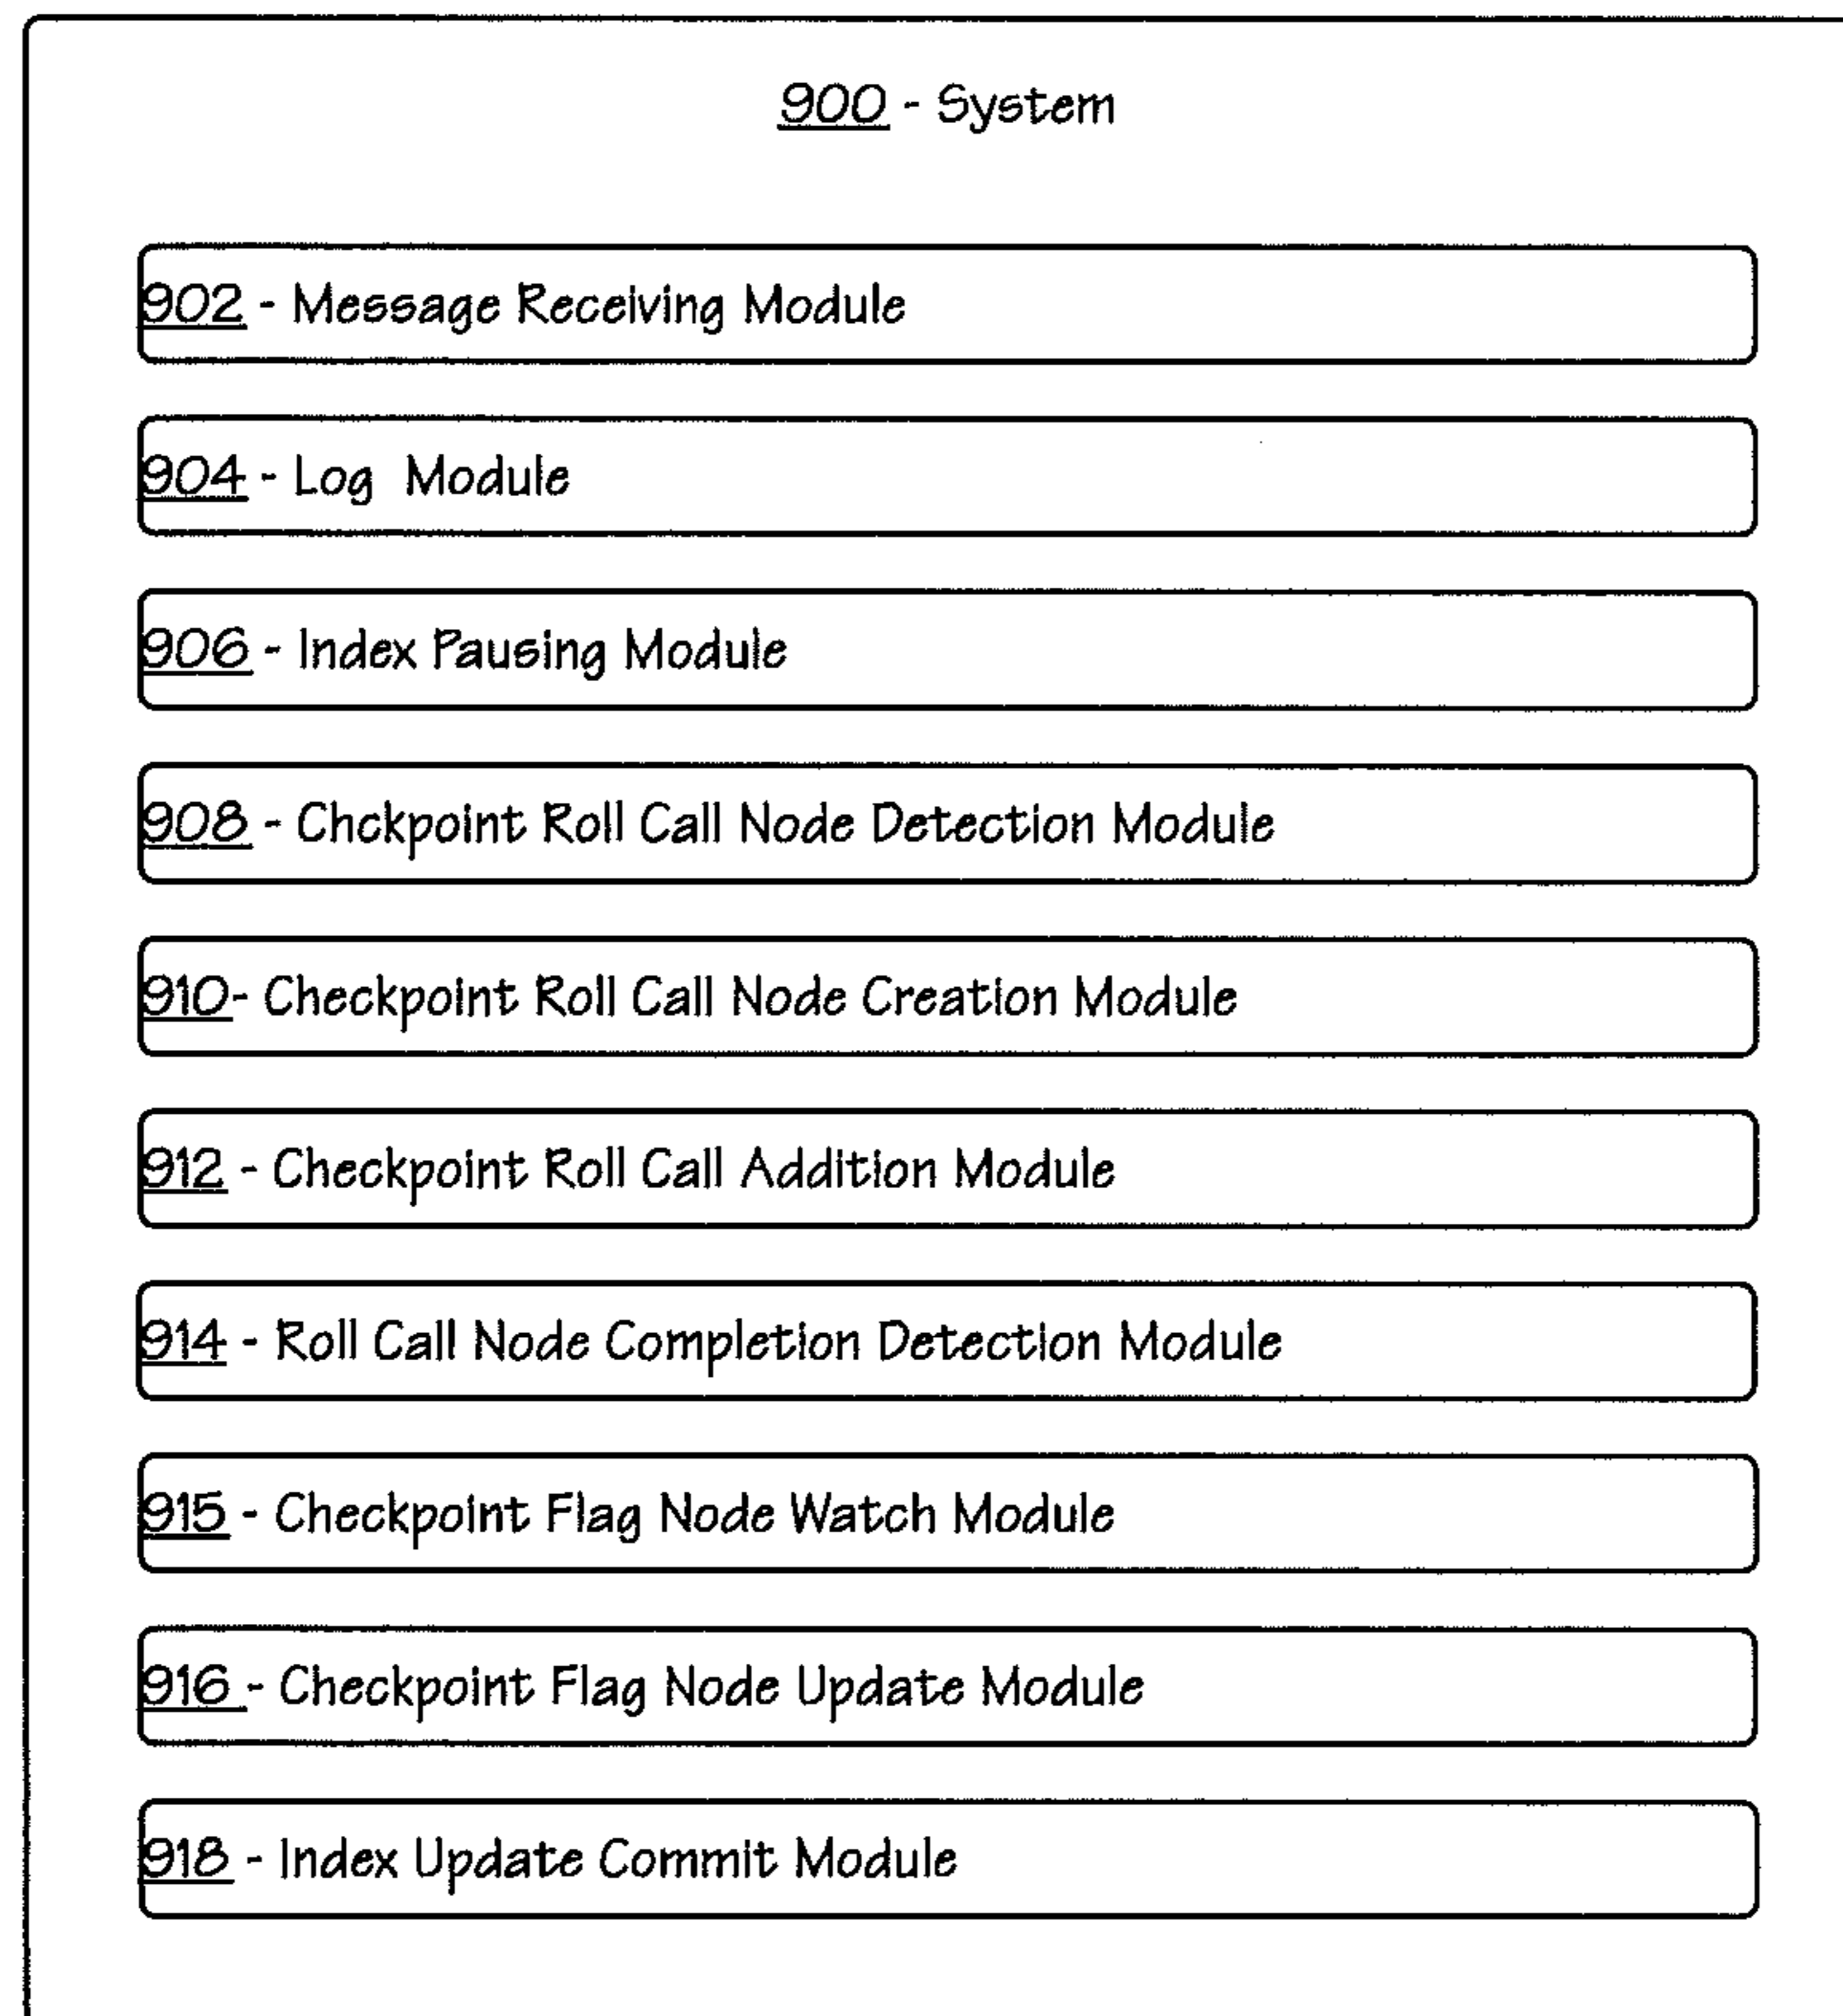 900 - System
902 - Message Receiving Module
904 - Log Module
906 - Index Pausing Module
908 - Chckpoint Roll Call Node Detection Module
910- Checkpoint Roll Call Node Creation Module
912 - Checkpoint Roll Call Addition Module
914 - Roll Call Node Completion Detection Module
915 - Checkpoint Flag Node Watch Module
916 - Checkpoint Flag Node Update Module
918 - Index Update Commit Module